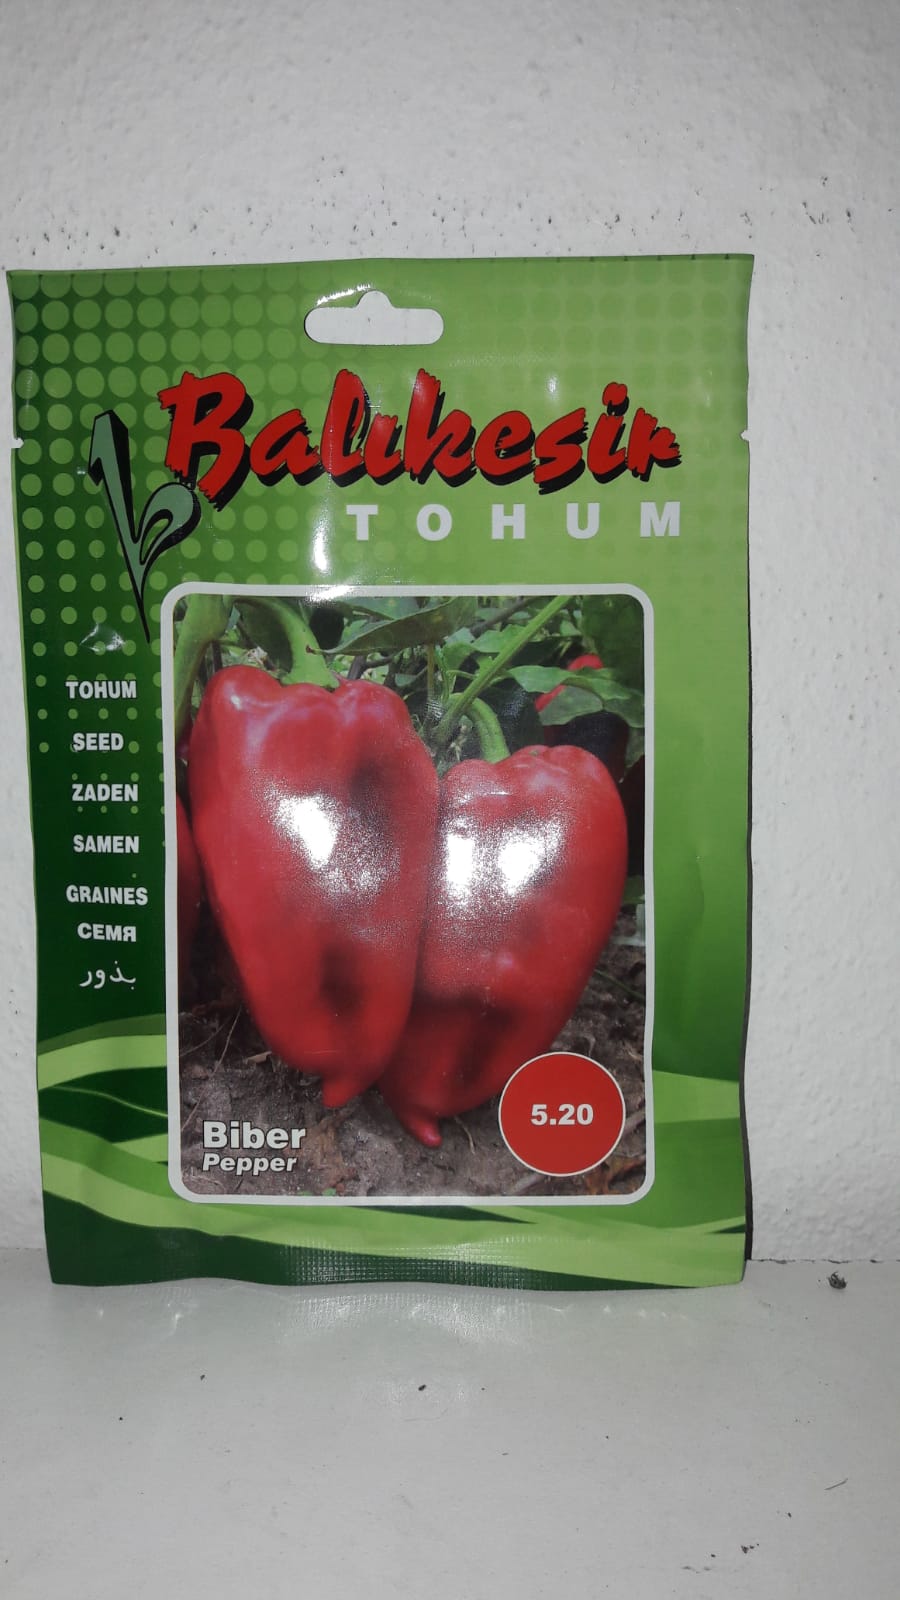 Balıkesir
TOHUM
TOHUM
SEED
ZADEN
SAMEN
GRAINES
СЕМЯ
بذور
Biber
Pepper
5.20